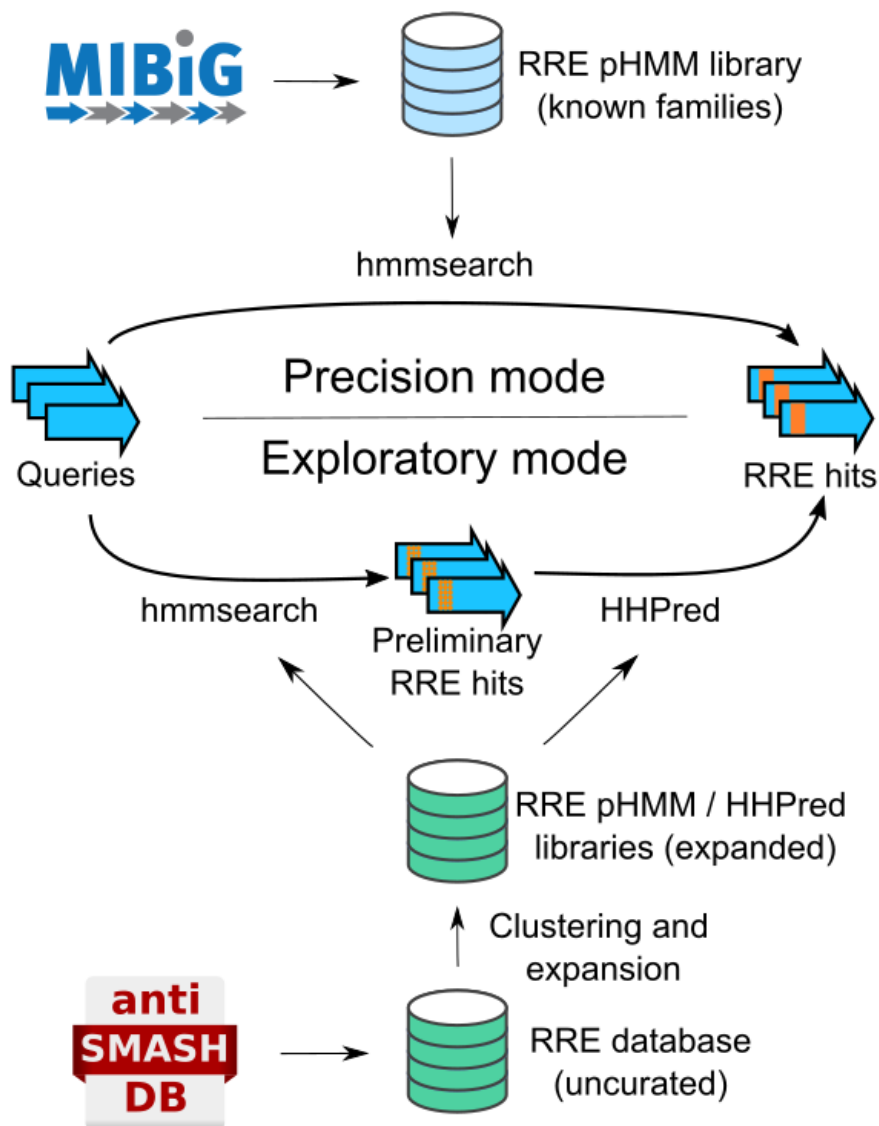 MIBiG
RRE pHMM library
(known families)
hmmsearch
Precision mode
Exploratory mode
Queries
RRE hits
hmmsearch
Preliminary
RRE hits
HHPred
RRE pHMM / HHPred
libraries (expanded)
Clustering and
expansion
anti
SMASH
DB
RRE database
(uncurated)